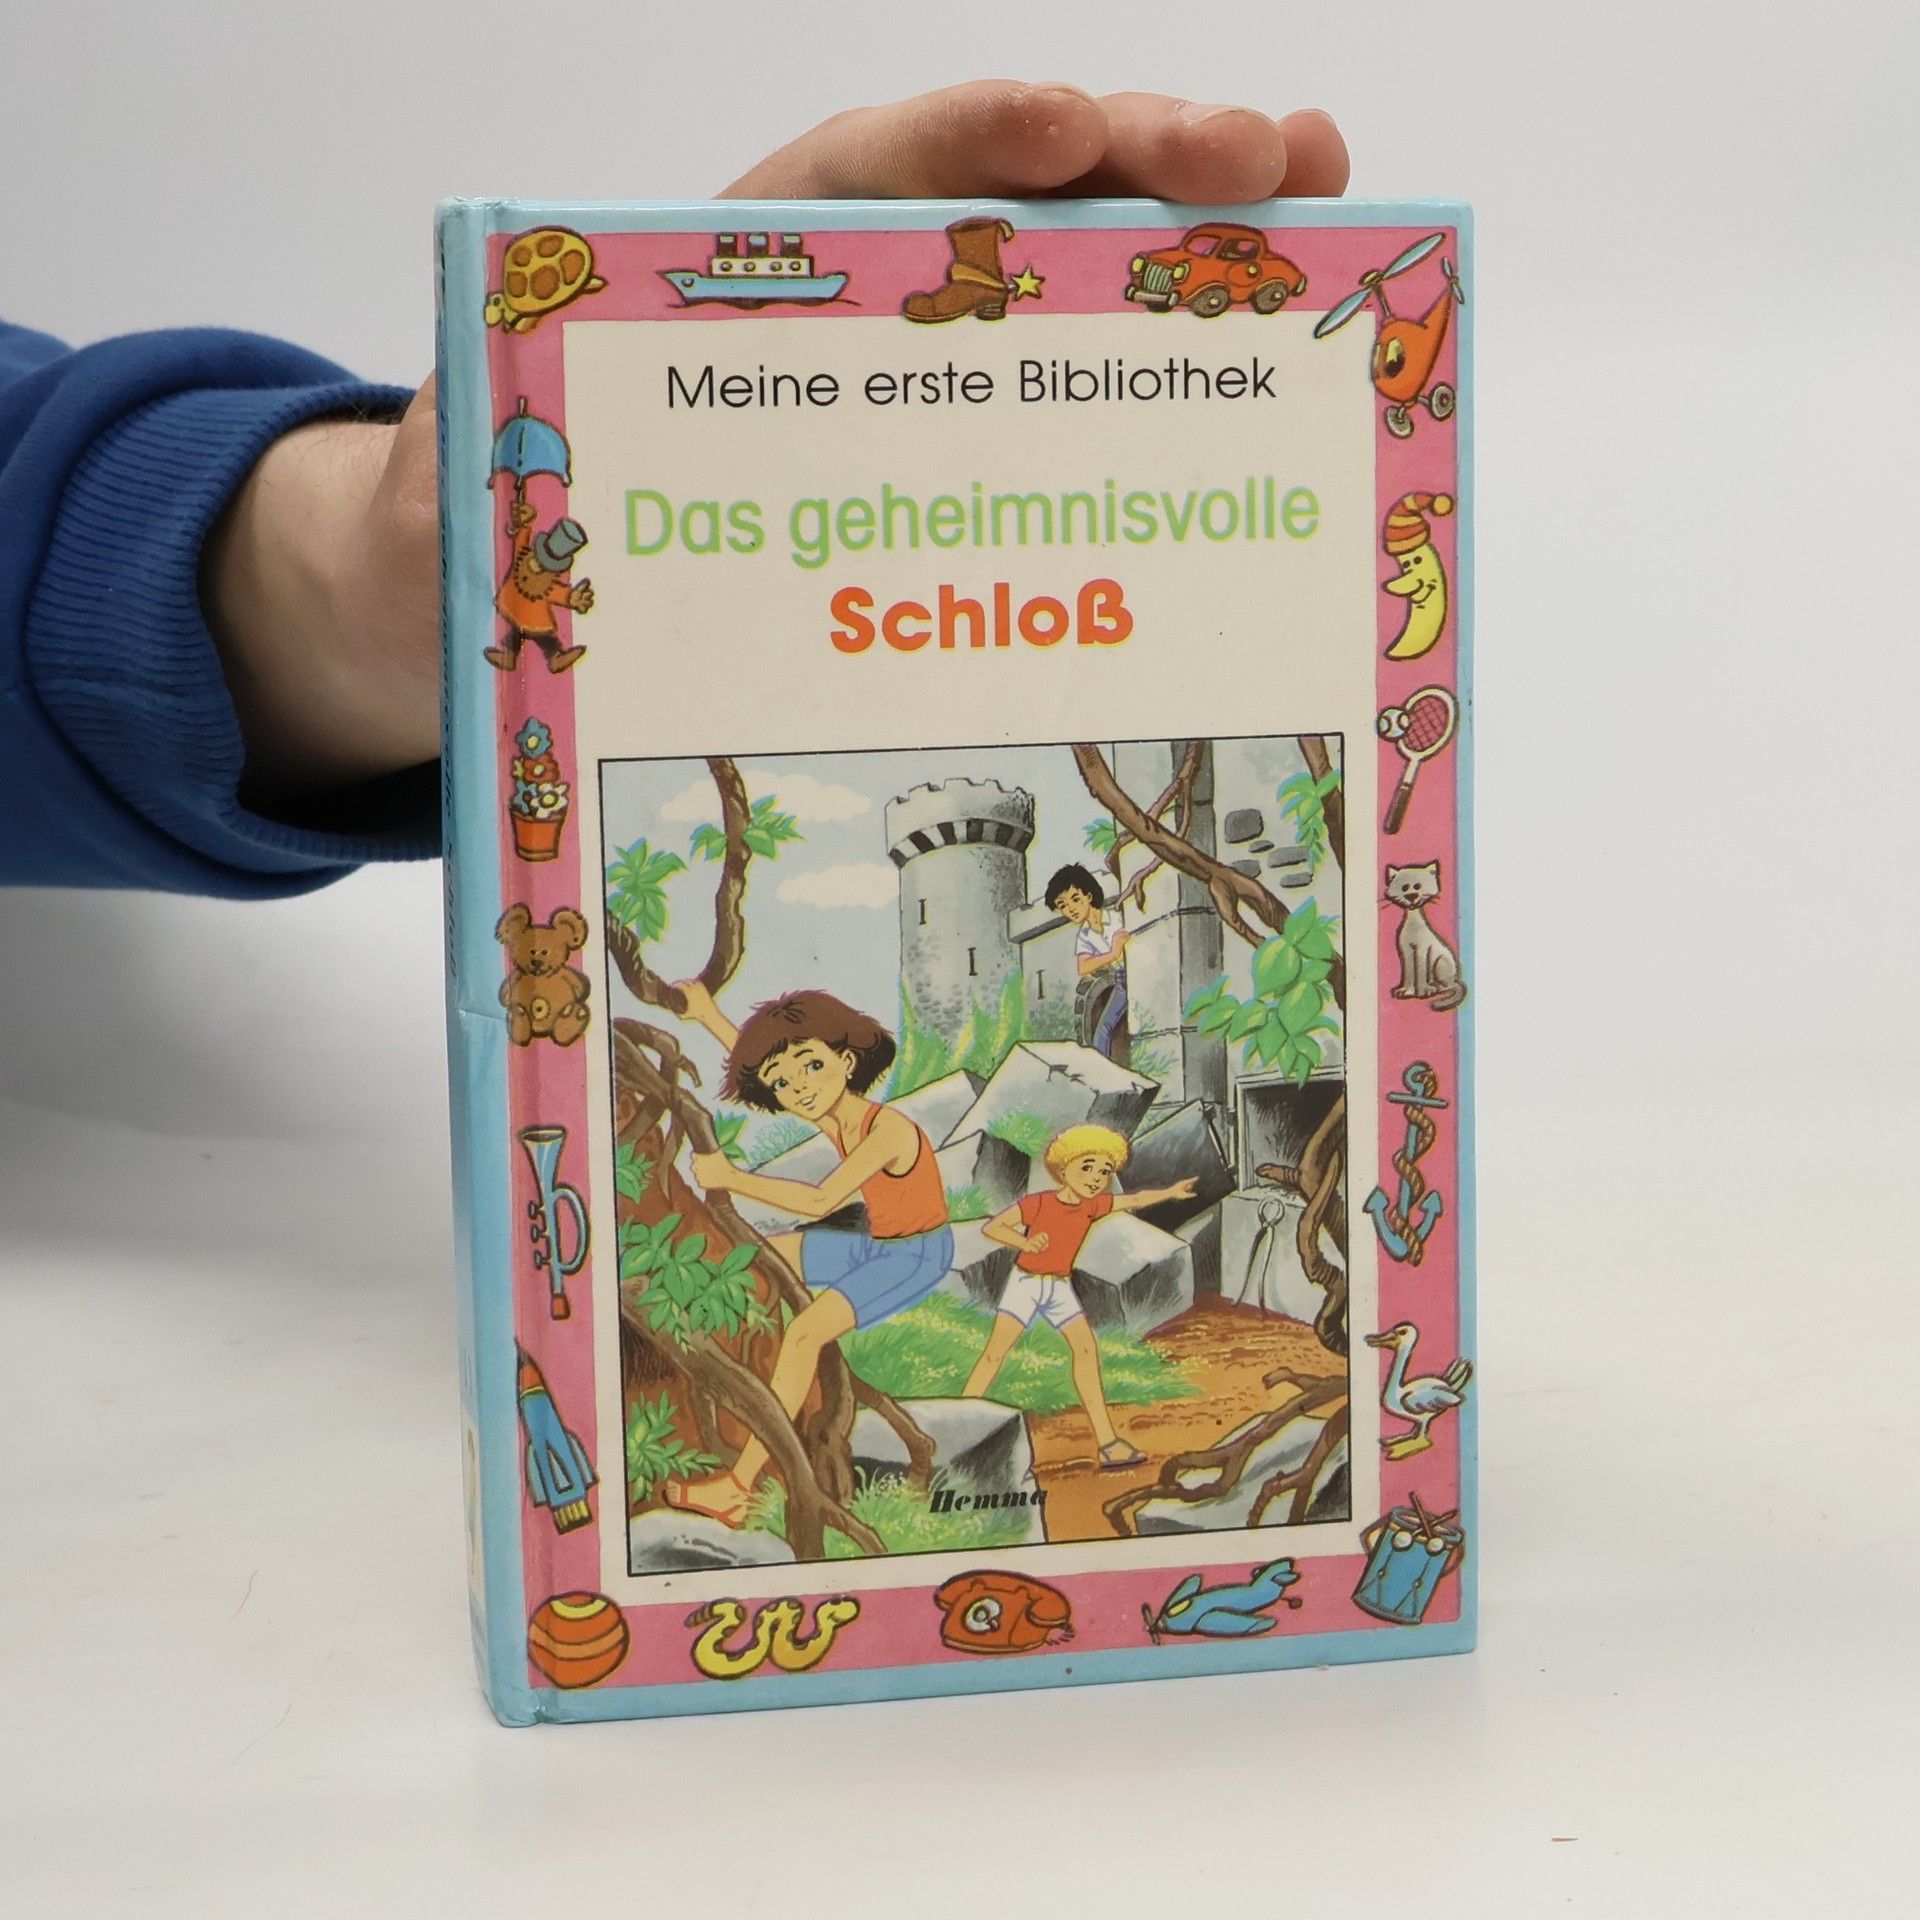 Meine erste Bibliothek
Das geheimnisvolle
Schloß
Hemma